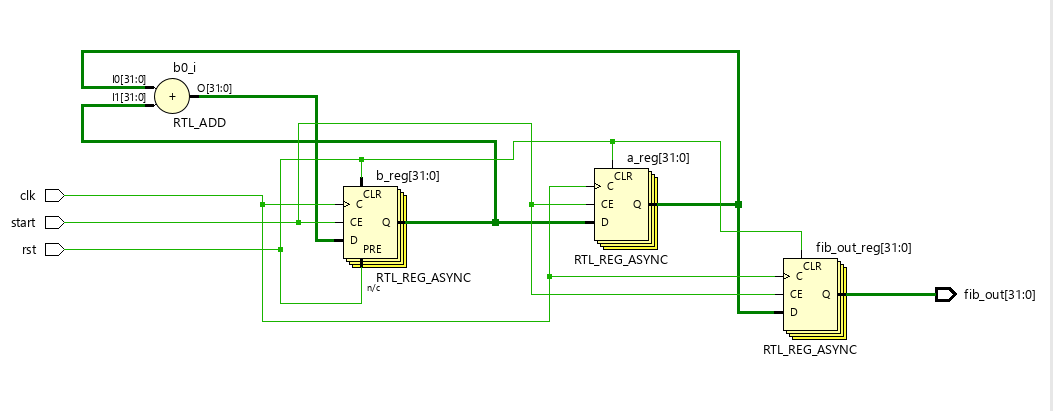 b0_i
I0[31:0]
I1[31:0]
+
O[31:0]
RTL_ADD
clk
start
rst
b_reg[31:0]
CLR
C
CE
Q
D
PRE
RTL_REG_ASYNC
n/c
a_reg[31:0]
CLR
C
CE
Q
D
RTL_REG_ASYNC
fib_out_reg[31:0]
CLR
C
CE
Q
D
RTL_REG_ASYNC
fib_out[31:0]